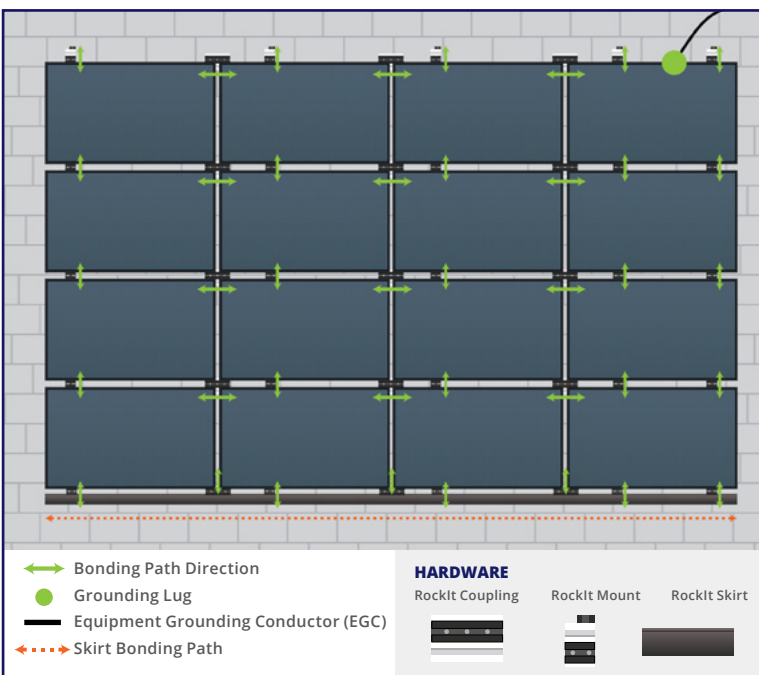 Bonding Path Direction
Grounding Lug
Equipment Grounding Conductor (EGC)
Skirt Bonding Path
HARDWARE
RockIt Coupling
RockIt Mount
RockIt Skirt